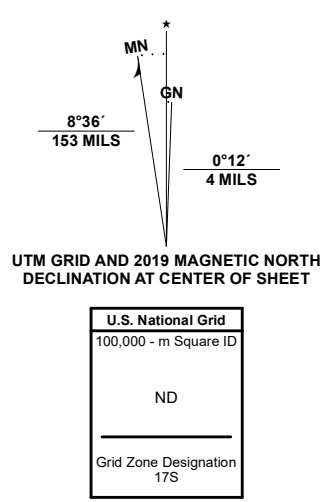 ★
MN
GN
8°36´
153 MILS
0°12´
4 MILS
UTM GRID AND 2019 MAGNETIC NORTH
DECLINATION AT CENTER OF SHEET
U.S. National Grid
100,000 - m Square ID
ND
Grid Zone Designation
17S